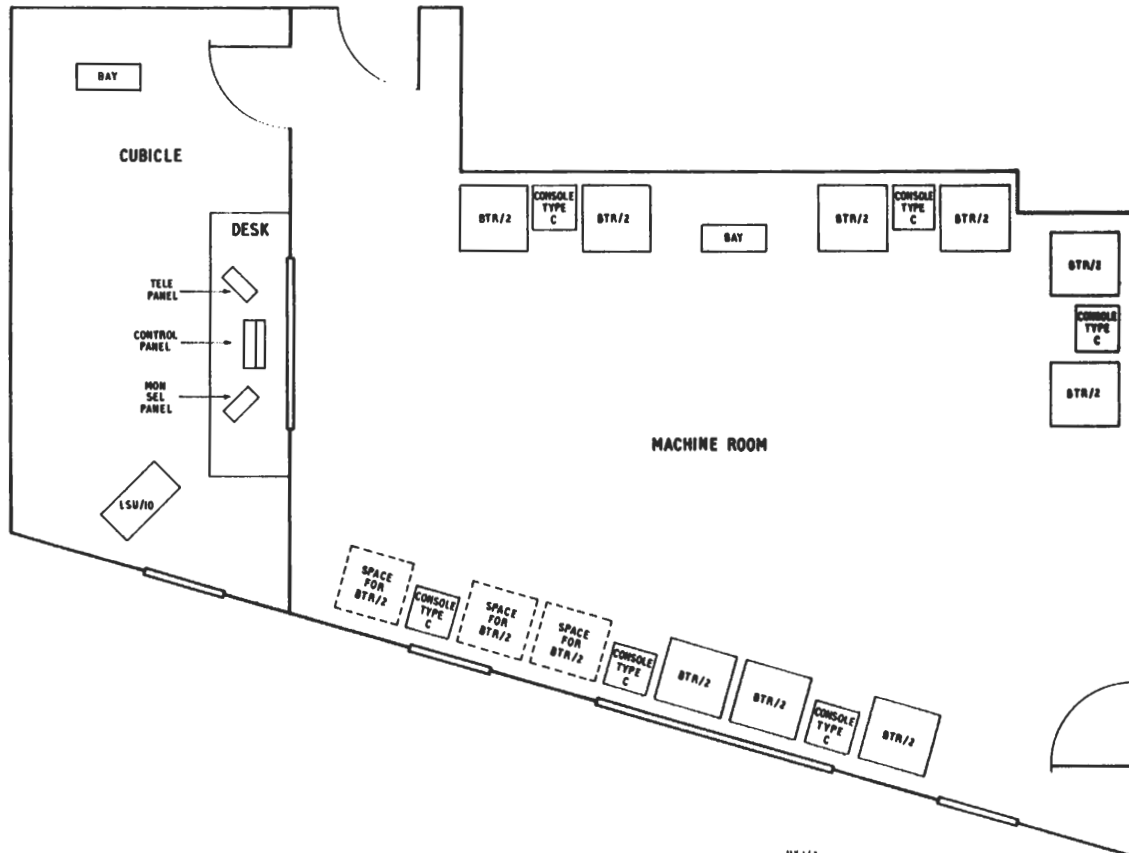 BAY
CUBICLE
DESK
TELE
PANEL
CONTROL
PANEL
MON
SEL
PANEL
LSU/10
BTR/2
CONSOLE
TYPE
C
BTR/2
BAY
BTR/2
CONSOLE
TYPE
C
BTR/2
BTR/2
CONSOLE
TYPE
C
BTR/2
MACHINE ROOM
SPACE
FOR
BTR/2
CONSOLE
TYPE
C
SPACE
FOR
BTR/2
SPACE
FOR
BTR/2
CONSOLE
TYPE
C
BTR/2
BTR/2
CONSOLE
TYPE
C
BTR/2